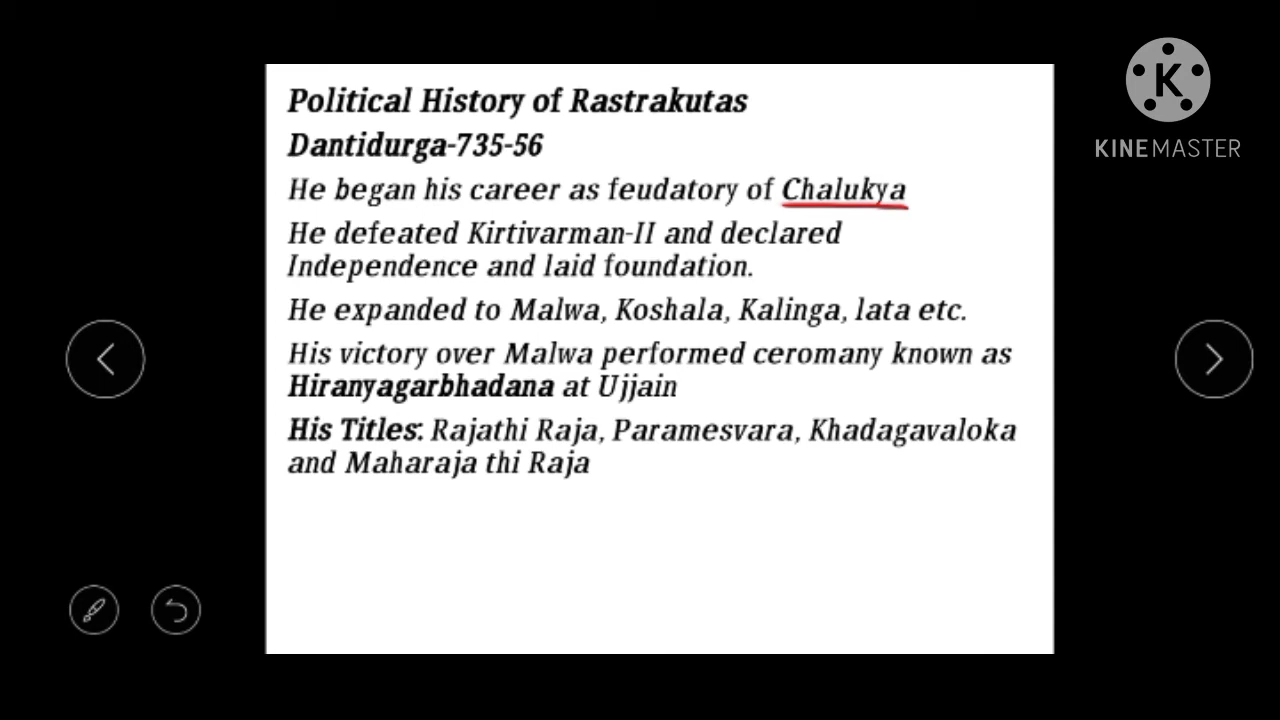 Political History of Rastrakutas
Dantidurga-735-56
He began his career as feudatory of Chalukya
He defeated Kirtivarman-II and declared
Independence and laid foundation.
He expanded to Malwa, Koshala, Kalinga, lata etc.
His victory over Malwa performed ceromany known as
Hiranyagarbhadana at Ujjain
His Titles: Rajathi Raja, Paramesvara, Khadagavaloka
and Maharaja thi Raja
K
KINEMASTER